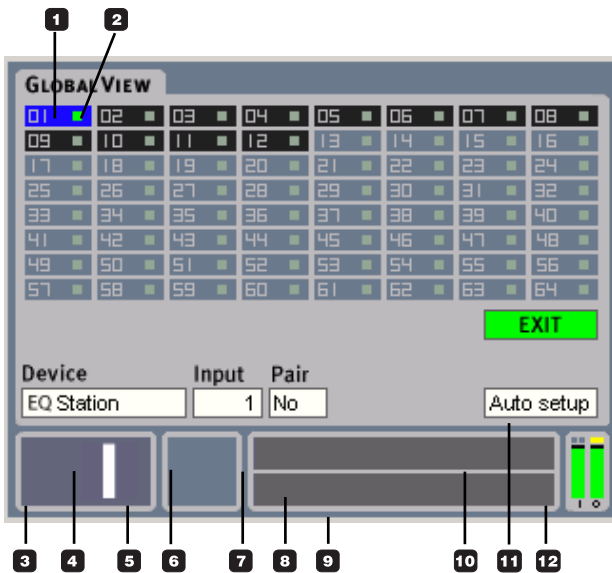 1 2
GLOBAL VIEW
01 02 03 04 05 06 07 08
09 10 11 12 13 14 15 16
17 18 19 20 21 22 23 24
25 26 27 28 29 30 31 32
33 34 35 36 37 38 39 40
41 42 43 44 45 46 47 48
49 50 51 52 53 54 55 56
57 58 59 60 61 62 63 64
EXIT
Device Input Pair
EQ Station 1 No Auto setup
I O
3 4 5 6 7 8 9 10 11 12